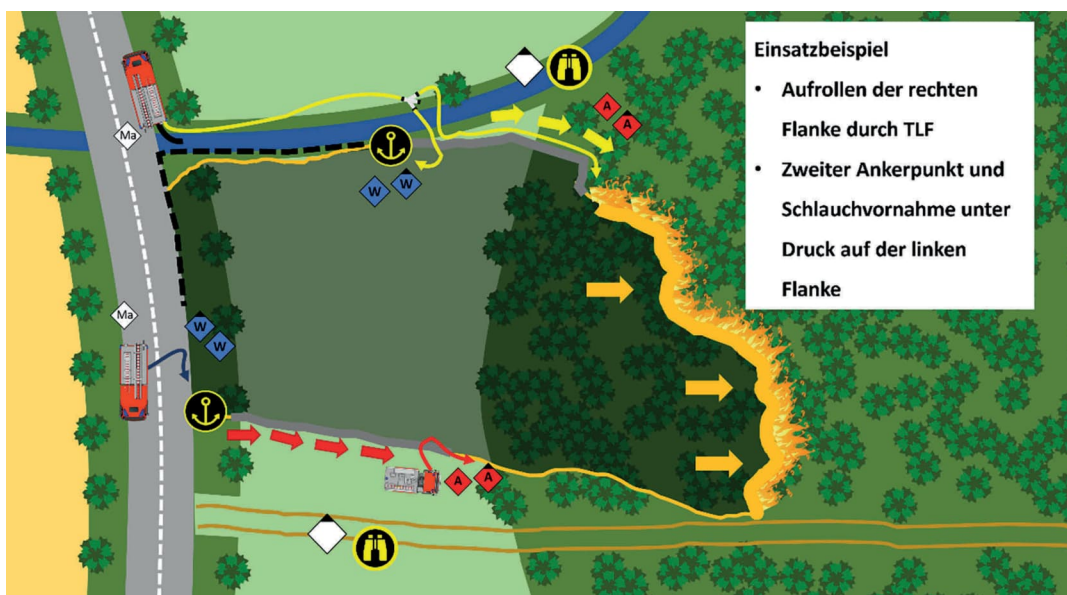 Einsatzbeispiel
• Aufrollen der rechten
Flanke durch TLF
• Zweiter Ankerpunkt und
Schlauchvornahme unter
Druck auf der linken
Flanke
A
A
Ma
W
W
Ma
W
W
A
A